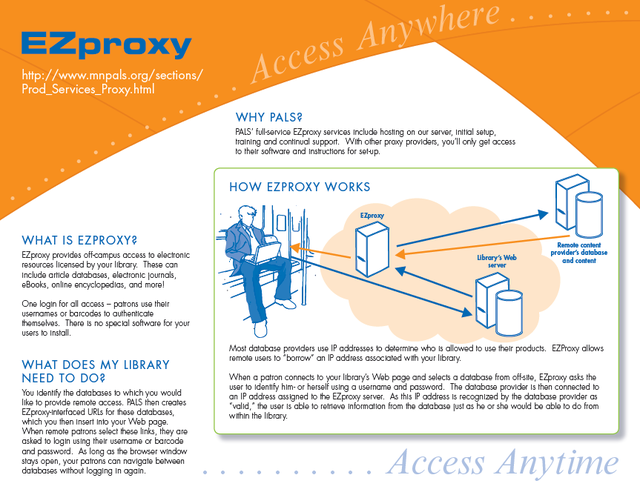 Access Anywhere
EZproxy
http://www.mnpals.org/sections/
Prod_Services_Proxy.html
WHY PALS?
PALS' full-service EZproxy services include hosting on our server, initial setup,
training and continual support.  With other proxy providers, you'll only get access
to their software and instructions for set-up.
HOW EZPROXY WORKS
EZproxy
Remote content
provider's database
and content
Library's Web
server
Most database providers use IP addresses to determine who is allowed to use their products.  EZProxy allows
remote users to "borrow" an IP address associated with your library.
When a patron connects to your library's Web page and selects a database from off-site, EZProxy asks the
user to identify him- or herself using a username and password.  The database provider is then connected to
an IP address assigned to the EZProxy server.  As this IP address is recognized by the database provider as
"valid," the user is able to retrieve information from the database just as he or she would be able to do from
within the library.
WHAT IS EZPROXY?
EZproxy provides off-campus access to electronic
resources licensed by your library.  These can
include article databases, electronic journals,
eBooks, online encyclopedias, and more!
One login for all access – patrons use their
usernames or barcodes to authenticate
themselves.  There is no special software for your
users to install.
WHAT DOES MY LIBRARY
NEED TO DO?
You identify the databases to which you would
like to provide remote access. PALS then creates
EZproxy-interfaced URLs for these databases,
which you then insert into your Web page.
When remote patrons select these links, they are
asked to login using their username or barcode
and password.  As long as the browser window
stays open, your patrons can navigate between
databases without logging in again.
Access Anytime